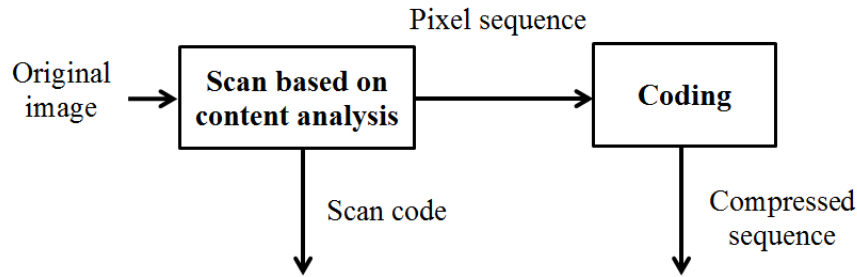 Pixel sequence
Original
image
Scan based on
content analysis
Coding
Scan code
Compressed
sequence